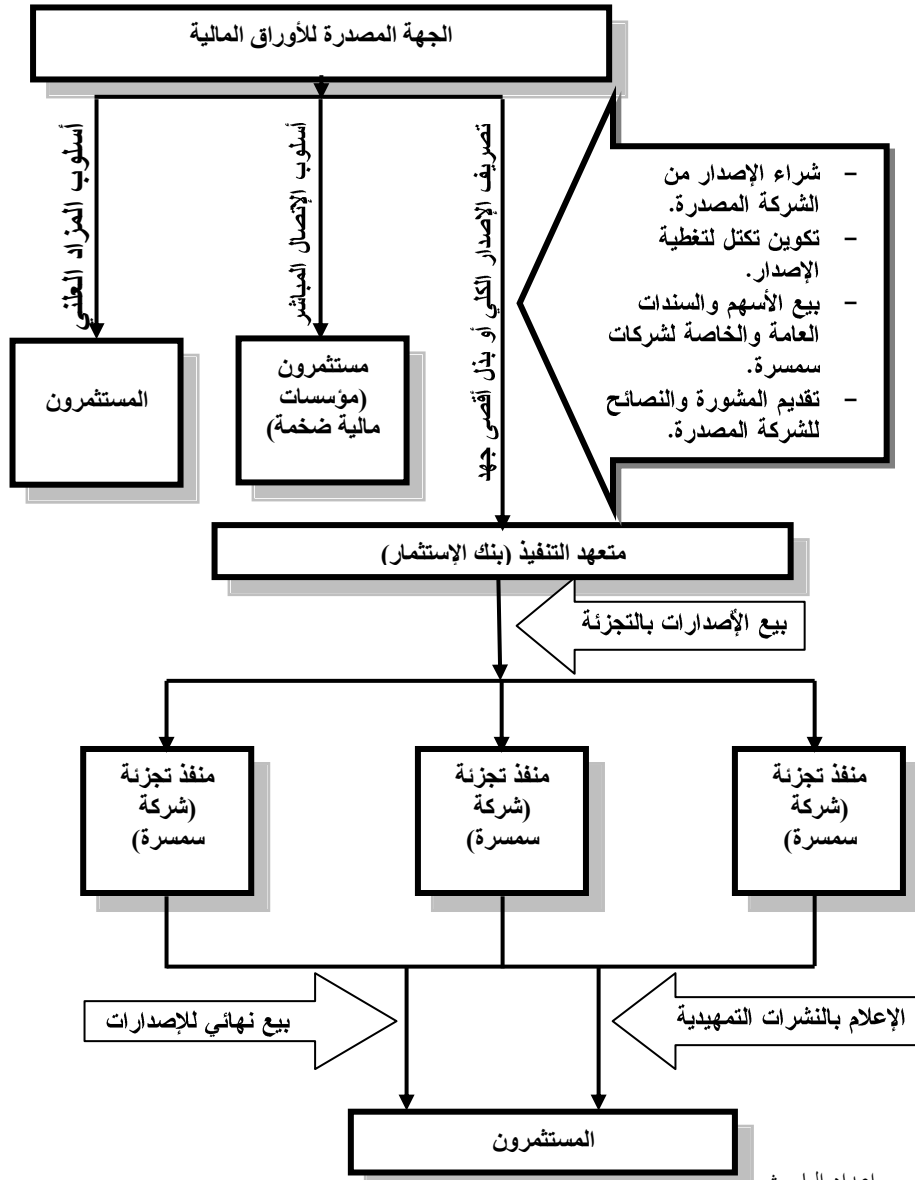 الجهة المصدرة للأوراق المالية
أسلوب المزاد العلني
أسلوب الإتصال المباشر
تصريف الإصدار الكلي أو بذل أقصى جهد
- شراء الإصدار من
الشركة المصدرة.
- تكوين تكتل لتغطية
الإصدار.
- بيع الأسهم والسندات
العامة والخاصة لشركات
سمسرة.
- تقديم المشورة والنصائح
للشركة المصدرة.
المستثمرون
مستثمرون
(مؤسسات
مالية ضخمة)
متعهد التنفيذ (بنك الإستثمار)
بيع الأصدارات بالتجزئة
منفذ تجزئة
(شركة
سمسرة)
منفذ تجزئة
(شركة
سمسرة)
منفذ تجزئة
(شركة
سمسرة)
الإعلام بالنشرات التمهيدية
بيع نهائي للإصدارات
المستثمرون